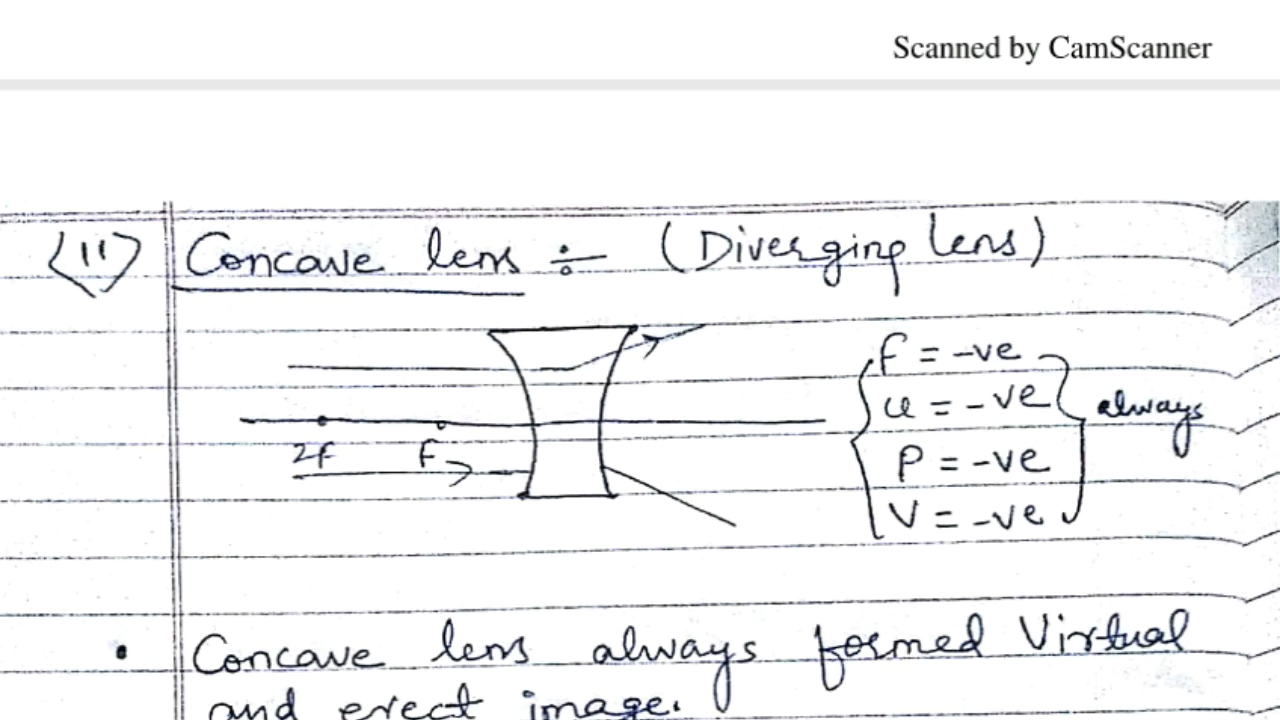 Scanned by CamScanner
<11> Concave lens ÷ (Diverging lens)
f = -ve
u = -ve
always
2f
F
P = -ve
V = -ve
• Concave lens always formed Virtual
and erect image.